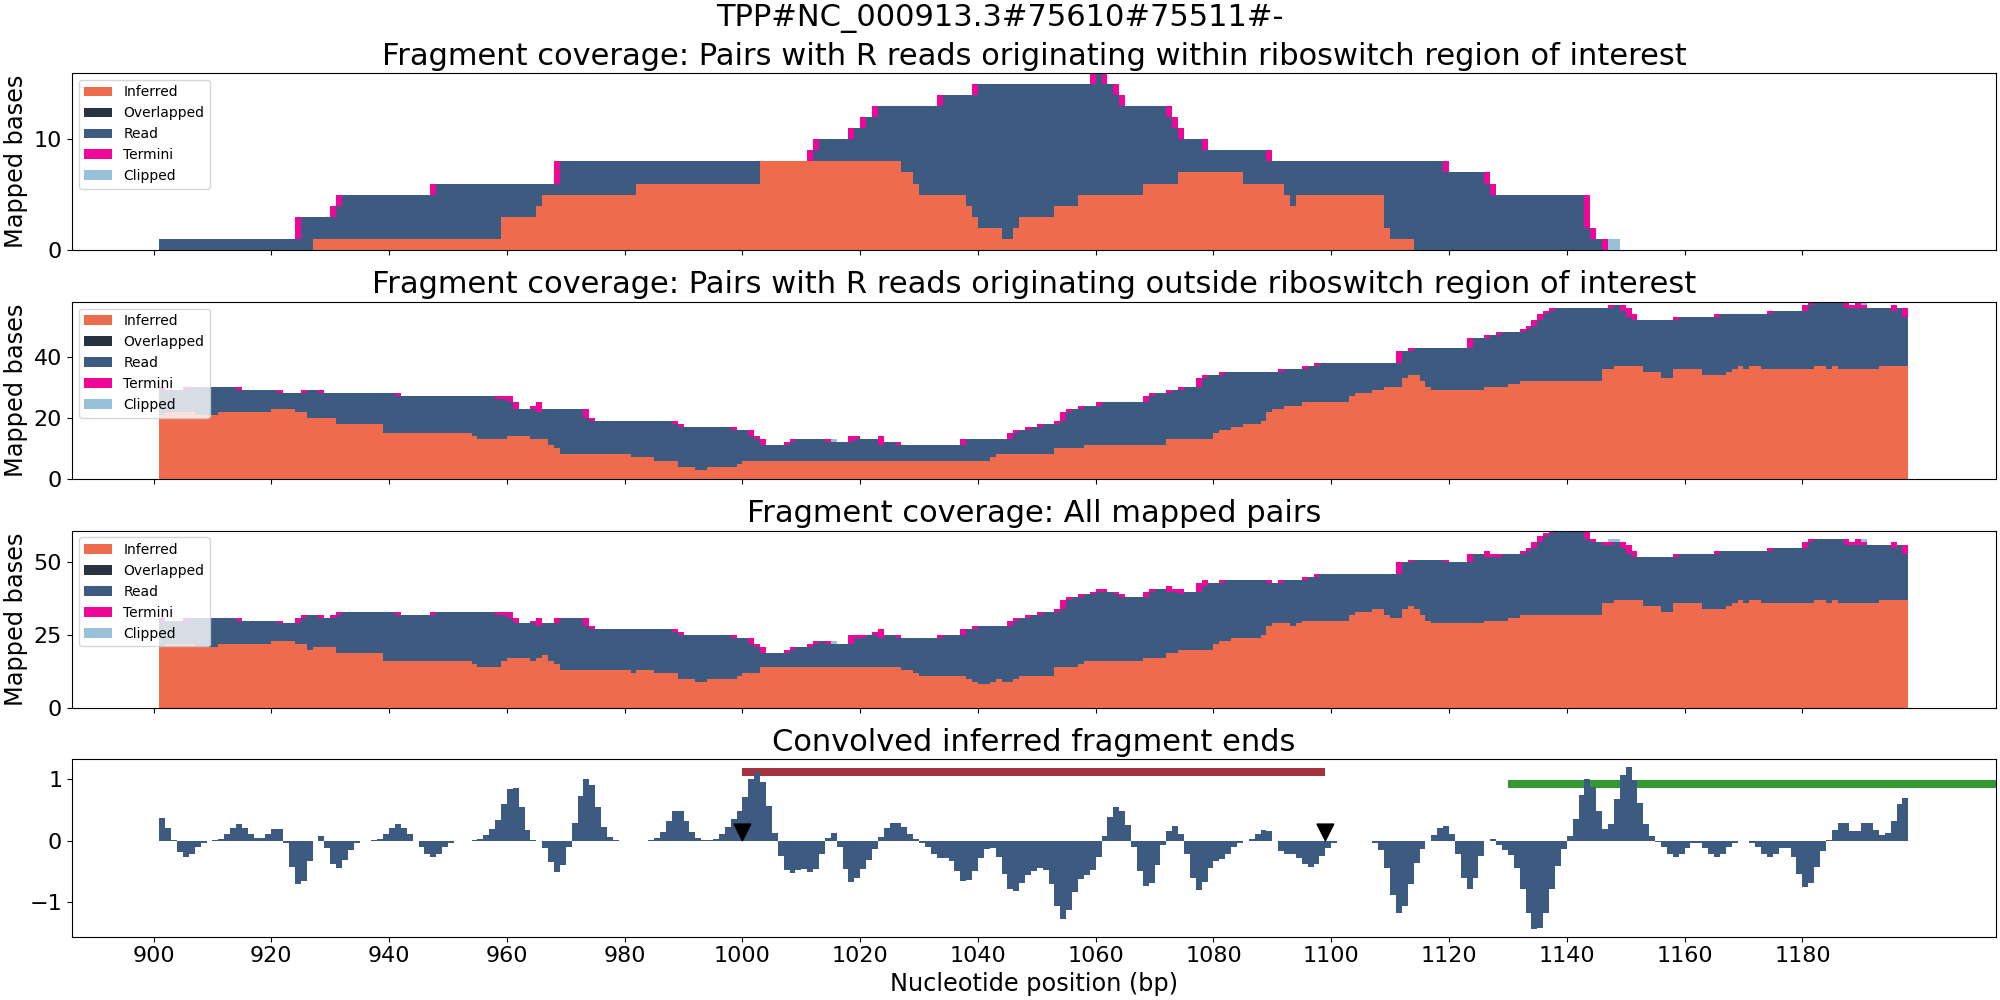 TPP#NC_000913.3#75610#75511#-
Fragment coverage: Pairs with R reads originating within riboswitch region of interest
Mapped bases
10
0
Inferred
Overlapped
Read
Termini
Clipped
Fragment coverage: Pairs with R reads originating outside riboswitch region of interest
Mapped bases
40
20
0
Inferred
Overlapped
Read
Termini
Clipped
Fragment coverage: All mapped pairs
Mapped bases
50
25
0
Inferred
Overlapped
Read
Termini
Clipped
Convolved inferred fragment ends
1
0
−1
900 920 940 960 980 1000 1020 1040 1060 1080 1100 1120 1140 1160 1180
Nucleotide position (bp)